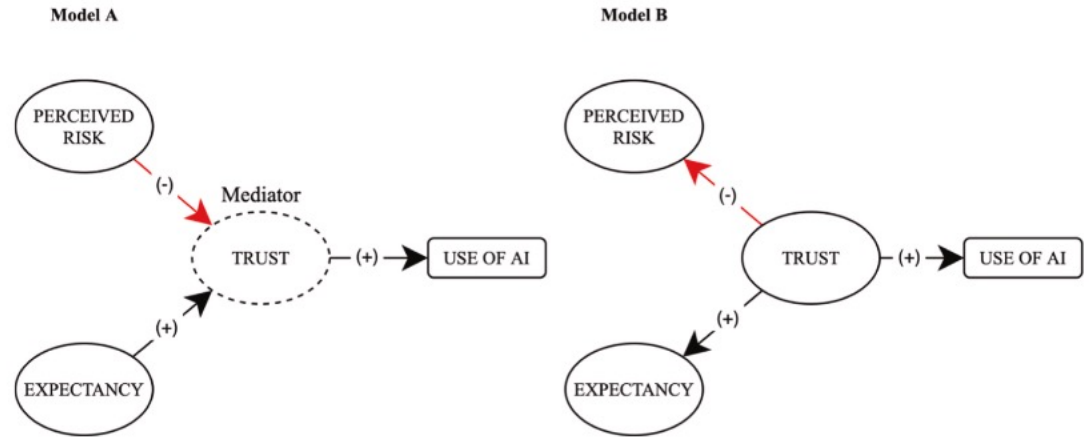 Model A
PERCEIVED
RISK
(-)
Mediator
TRUST
(+)
USE OF AI
(+)
EXPECTANCY
Model B
PERCEIVED
RISK
(-)
TRUST
(+)
USE OF AI
(+)
EXPECTANCY